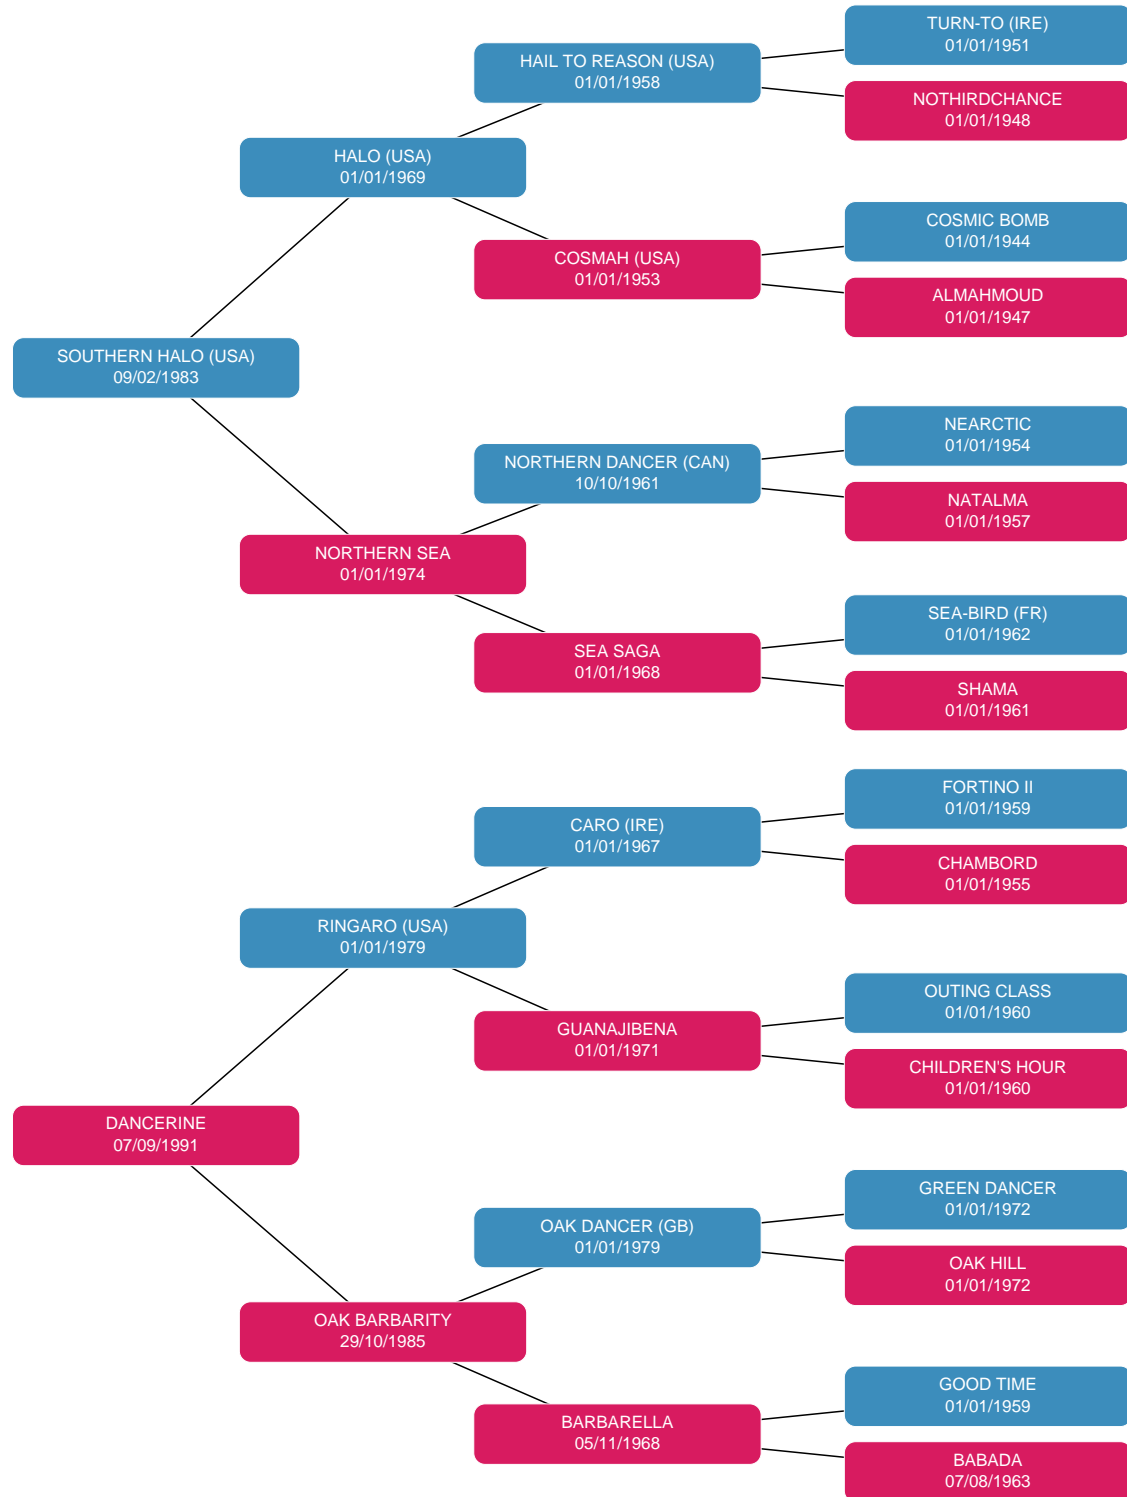 TURN-TO (IRE)
01/01/1951
HAIL TO REASON (USA)
01/01/1958
NOTHIRDCHANCE
01/01/1948
HALO (USA)
01/01/1969
COSMIC BOMB
01/01/1944
COSMAH (USA)
01/01/1953
ALMAHMOUD
01/01/1947
SOUTHERN HALO (USA)
09/02/1983
NEARCTIC
01/01/1954
NORTHERN DANCER (CAN)
10/10/1961
NATALMA
01/01/1957
NORTHERN SEA
01/01/1974
SEA-BIRD (FR)
01/01/1962
SEA SAGA
01/01/1968
SHAMA
01/01/1961
FORTINO II
01/01/1959
CARO (IRE)
01/01/1967
CHAMBORD
01/01/1955
RINGARO (USA)
01/01/1979
OUTING CLASS
01/01/1960
GUANAJIBENA
01/01/1971
CHILDREN'S HOUR
01/01/1960
DANCERINE
07/09/1991
GREEN DANCER
01/01/1972
OAK DANCER (GB)
01/01/1979
OAK HILL
01/01/1972
OAK BARBARITY
29/10/1985
GOOD TIME
01/01/1959
BARBARELLA
05/11/1968
BABADA
07/08/1963